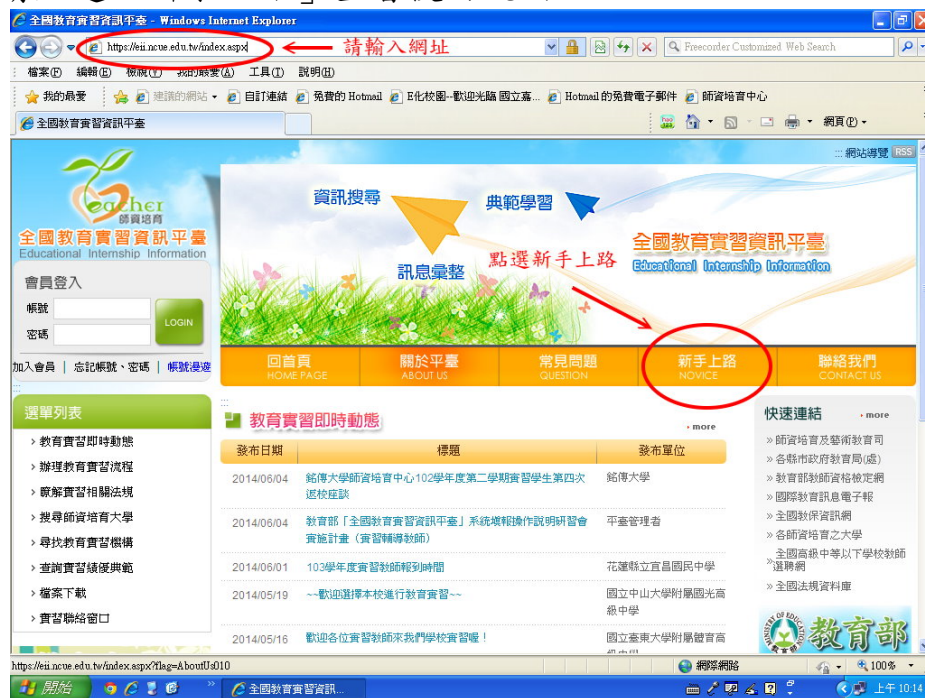 全國教育實習資訊平臺 - Windows Internet Explorer
https://eii.ncue.edu.tw/index.aspx
請輸入網址
Freecorder Customized Web Search
檔案(F) 編輯(E) 檢視(V) 我的最愛(A) 工具(T) 說明(H)
我的最愛 建議的網站 自訂連結 免費的 Hotmail E化校園--歡迎光臨 國立嘉... Hotmail 的免費電子郵件 師資培育中心
全國教育實習資訊平臺
網頁(P)
::: 網站導覽 RSS
Teacher
師資培育
全國教育實習資訊平臺
Educational Internship Information
資訊搜尋
典範學習
訊息彙整
點選新手上路
全國教育實習資訊平臺
Educational Internship Information
會員登入
帳號
密碼
LOGIN
加入會員 | 忘記帳號、密碼 | 帳號漫遊
回首頁 關於平臺 常見問題 新手上路 聯絡我們
HOME PAGE ABOUT US QUESTION NOVICE CONTACT US
:::
選單列表
› 教育實習即時動態
› 辦理教育實習流程
› 瞭解實習相關法規
› 搜尋師資培育大學
› 尋找教育實習機構
› 查詢實習績優典範
› 檔案下載
› 實習聯絡窗口
:::
教育實習即時動態
› more
發布日期 標題 發布單位
2014/06/04 銘傳大學師資培育中心102學年度第二學期實習學生第四次返校座談 銘傳大學
2014/06/04 教育部「全國教育實習資訊平臺」系統填報操作說明研習會實施計畫（實習輔導教師） 平臺管理者
2014/06/01 103學年度實習教師報到時間 花蓮縣立宜昌國民中學
2014/05/19 ~~歡迎選擇本校進行教育實習~~ 國立中山大學附屬國光高級中學
2014/05/16 歡迎各位實習教師來我們學校實習喔！ 國立臺東大學附屬體育高
快速連結 › more
» 師資培育及藝術教育司
» 各縣市政府教育局(處)
» 教育部教師資格檢定網
» 國際教育訊息電子報
» 全國教保資訊網
» 各師資培育之大學
» 全國高級中等以下學校教師選聘網
» 全國法規資料庫
教育部
https://eii.ncue.edu.tw/index.aspx?flag=AboutUs010
網際網路
100%
開始
全國教育實習資訊...
上午 10:14